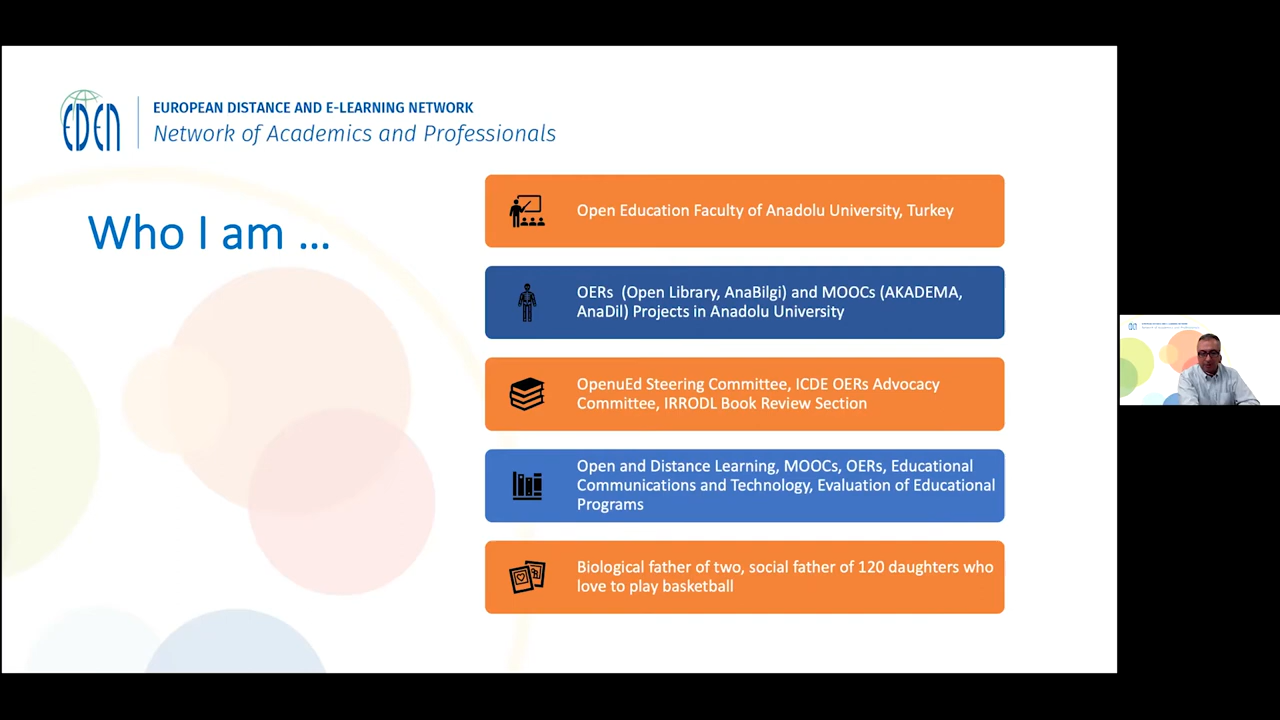 EDEN
EUROPEAN DISTANCE AND E-LEARNING NETWORK
Network of Academics and Professionals
Who I am ...
Open Education Faculty of Anadolu University, Turkey
OERs (Open Library, AnaBilgi) and MOOCs (AKADEMA,
AnaDil) Projects in Anadolu University
OpenuEd Steering Committee, ICDE OERs Advocacy
Committee, IRRODL Book Review Section
Open and Distance Learning, MOOCs, OERs, Educational
Communications and Technology, Evaluation of Educational
Programs
Biological father of two, social father of 120 daughters who
love to play basketball